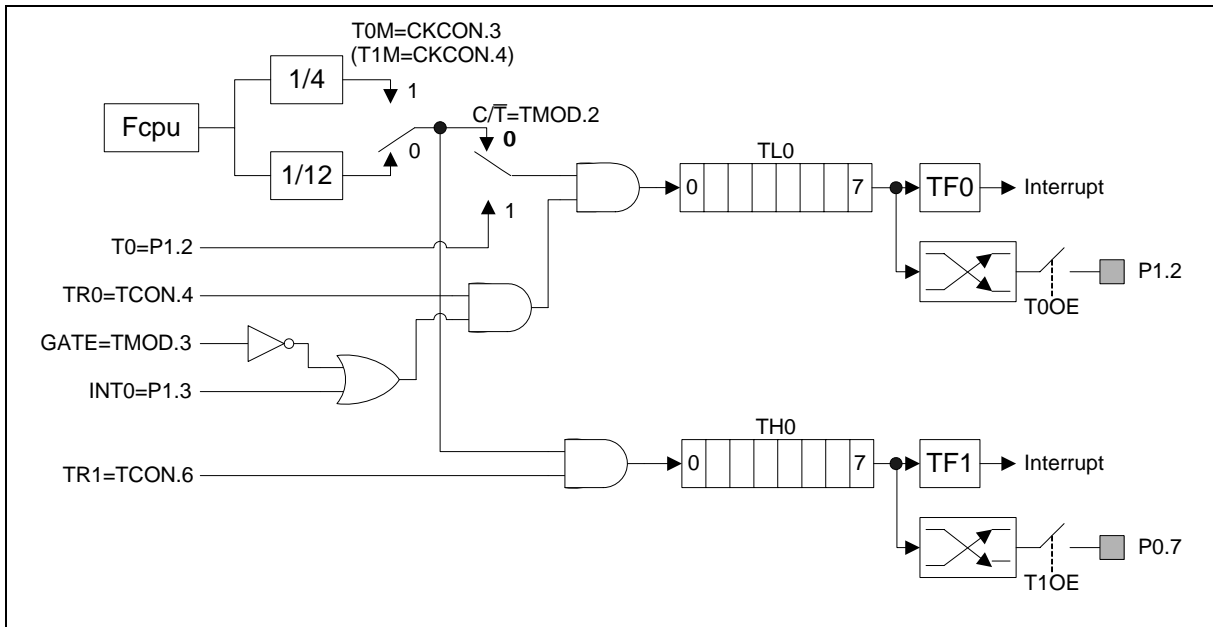 T0M=CKCON.3
(T1M=CKCON.4)
1/4
1
Fcpu
C/T̅=TMOD.2
0
0
1/12
1
TL0
0 7
TF0
Interrupt
T0=P1.2
P1.2
T0OE
TR0=TCON.4
GATE=TMOD.3
INT0=P1.3
TH0
0 7
TF1
Interrupt
TR1=TCON.6
P0.7
T1OE